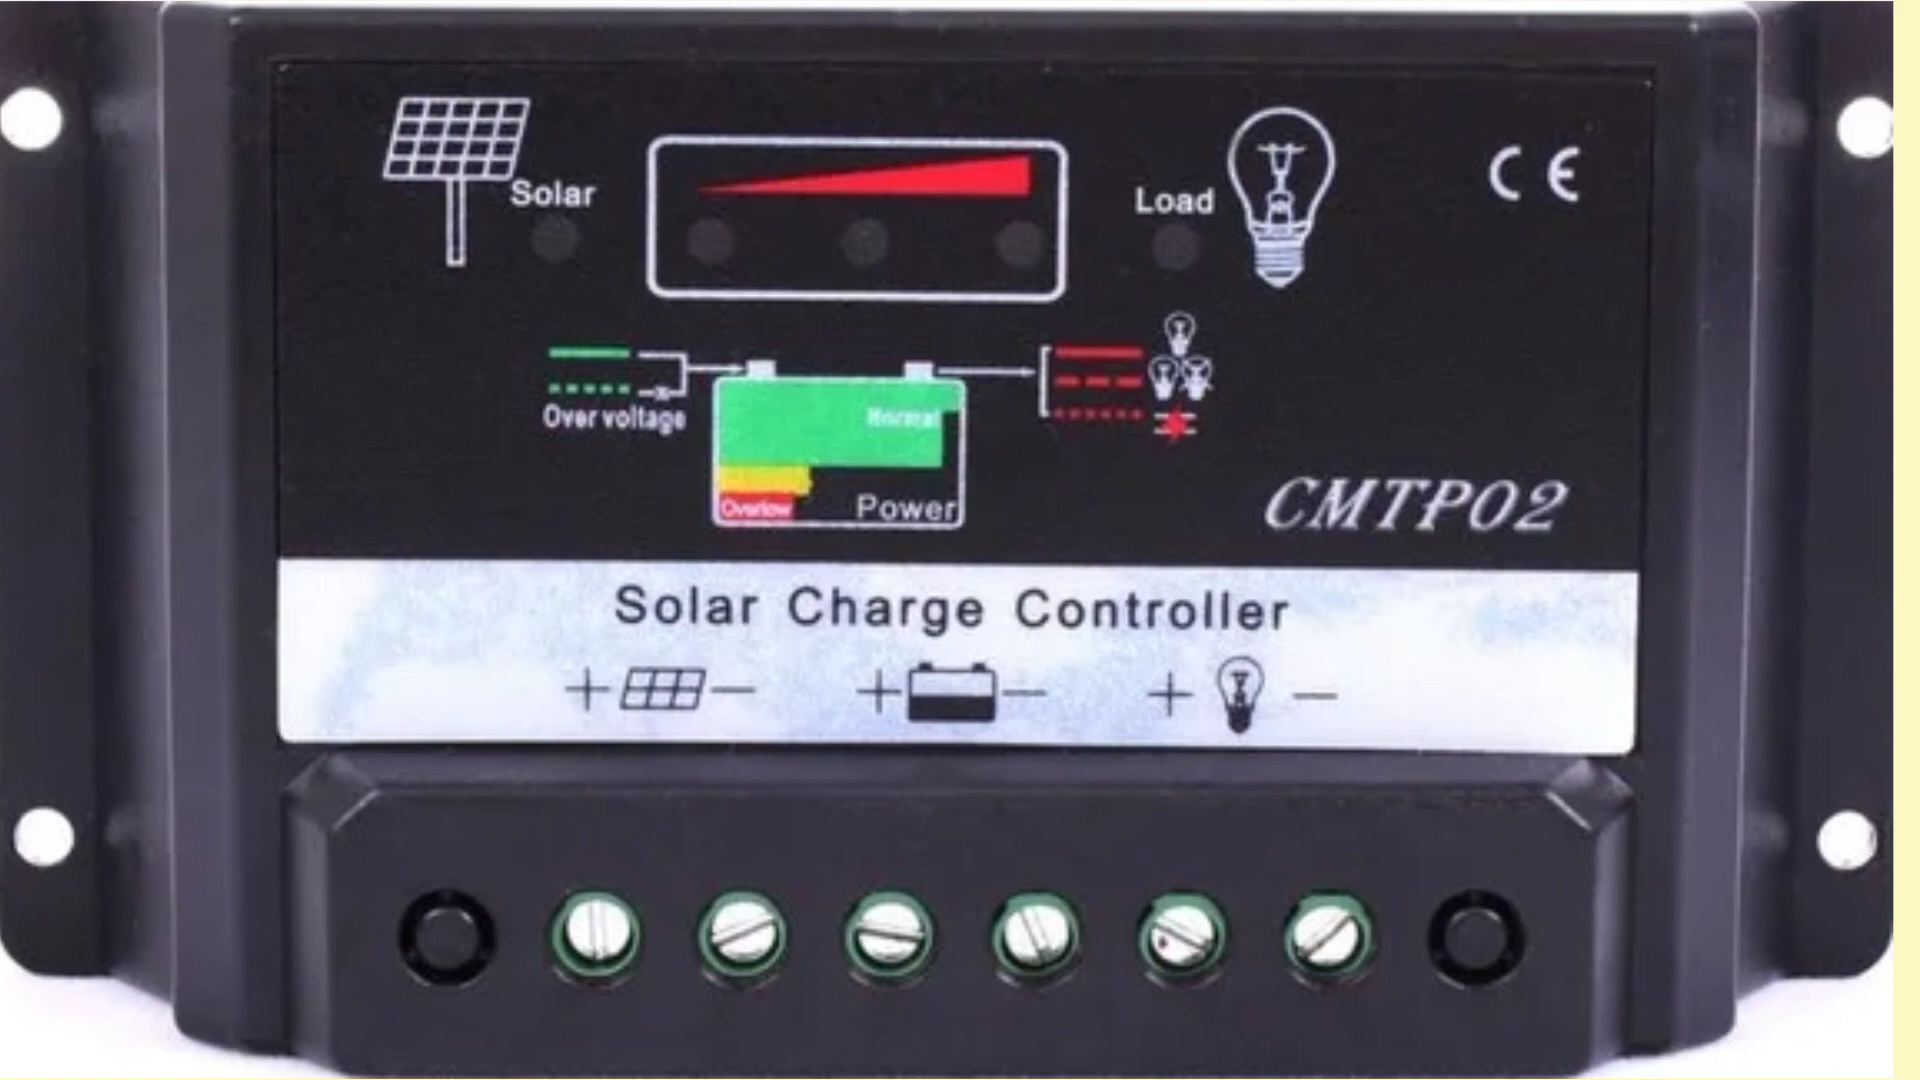 Solar
Load
CE
Over voltage
Normal
Overlow
Power
CMTP02
Solar Charge Controller
+ − + − + −